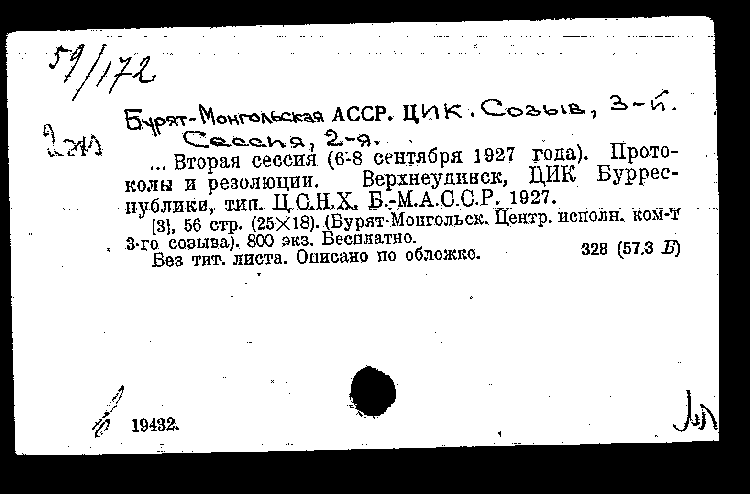 59/172
Бурят-Монгольская АССР. ЦИК. Созыв, 3-й.
2 экз
Сессия, 2-я.
... Вторая сессия (6-8 сентября 1927 года). Прото-
колы и резолюции. Верхнеудинск, ЦИК Буррес-
публики, тип. Ц.С.Н.Х. Б.-М.А.С.С.Р. 1927.
[3], 56 стр. (25×18). (Бурят-Монгольск. Центр. исполн. ком-т
3-го созыва). 800 экз. Бесплатно.
Без тит. листа. Описано по обложке. 328 (57.3 Б)
19432.